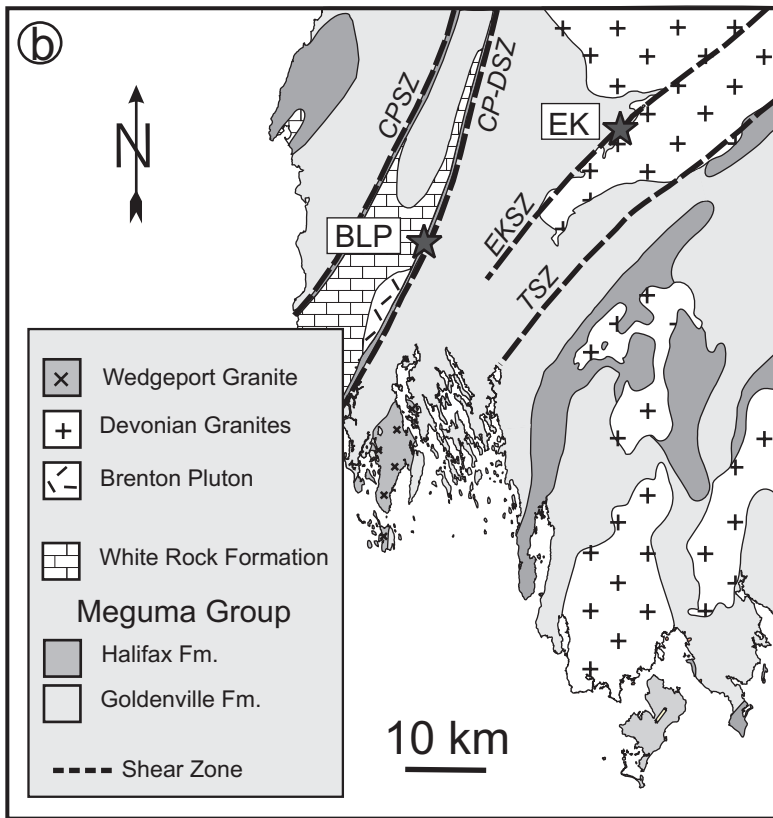 b
N
CPSZ
CP-DSZ
EK
EKSZ
TSZ
BLP
Wedgeport Granite
Devonian Granites
Brenton Pluton
White Rock Formation
Meguma Group
Halifax Fm.
Goldenville Fm.
Shear Zone
10 km